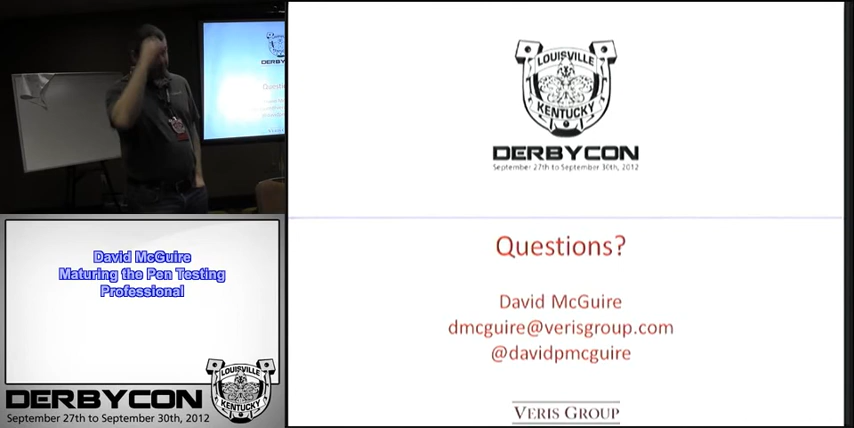 LOUISVILLE
KENTUCKY
DERBYCON
September 27th to September 30th, 2012
Questions?
David McGuire
dmcguire@verisgroup.com
@davidpmcguire
VERIS GROUP
David McGuire
Maturing the Pen Testing
Professional
LOUISVILLE
KENTUCKY
DERBYCON
September 27th to September 30th, 2012